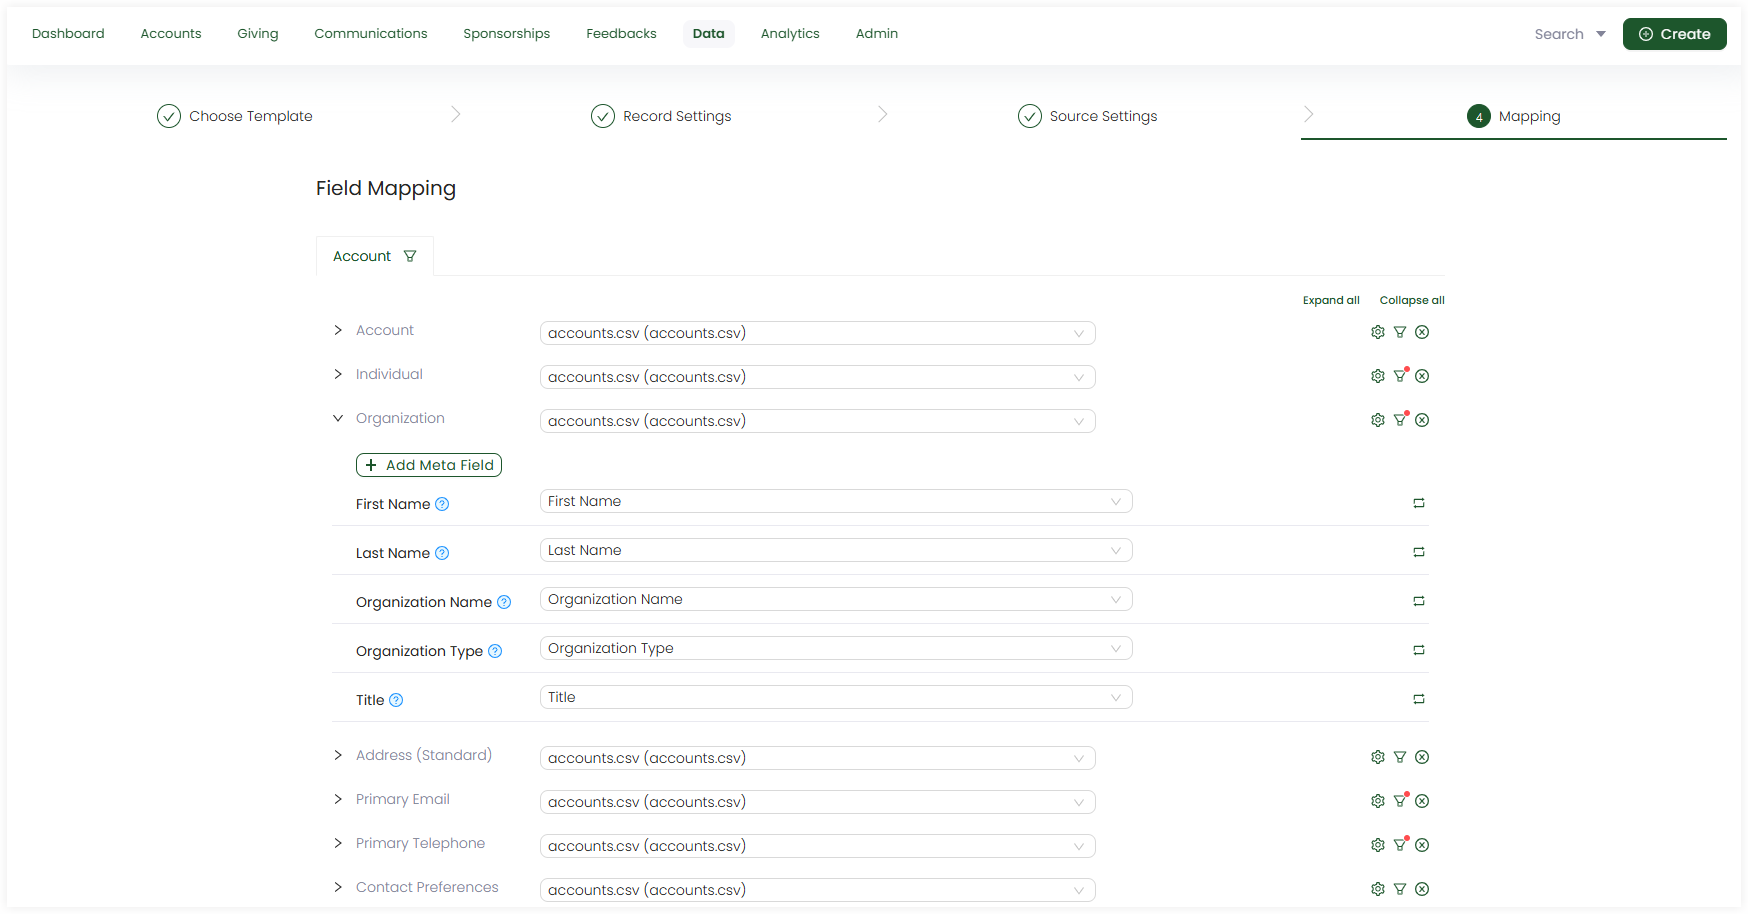 Dashboard Accounts Giving Communications Sponsorships Feedbacks Data Analytics Admin Search Create
Choose Template Record Settings Source Settings 4 Mapping
Field Mapping
Account
Expand all Collapse all
Account accounts.csv (accounts.csv)
Individual accounts.csv (accounts.csv)
Organization accounts.csv (accounts.csv)
+ Add Meta Field
First Name ? First Name
Last Name ? Last Name
Organization Name ? Organization Name
Organization Type ? Organization Type
Title ? Title
Address (Standard) accounts.csv (accounts.csv)
Primary Email accounts.csv (accounts.csv)
Primary Telephone accounts.csv (accounts.csv)
Contact Preferences accounts.csv (accounts.csv)